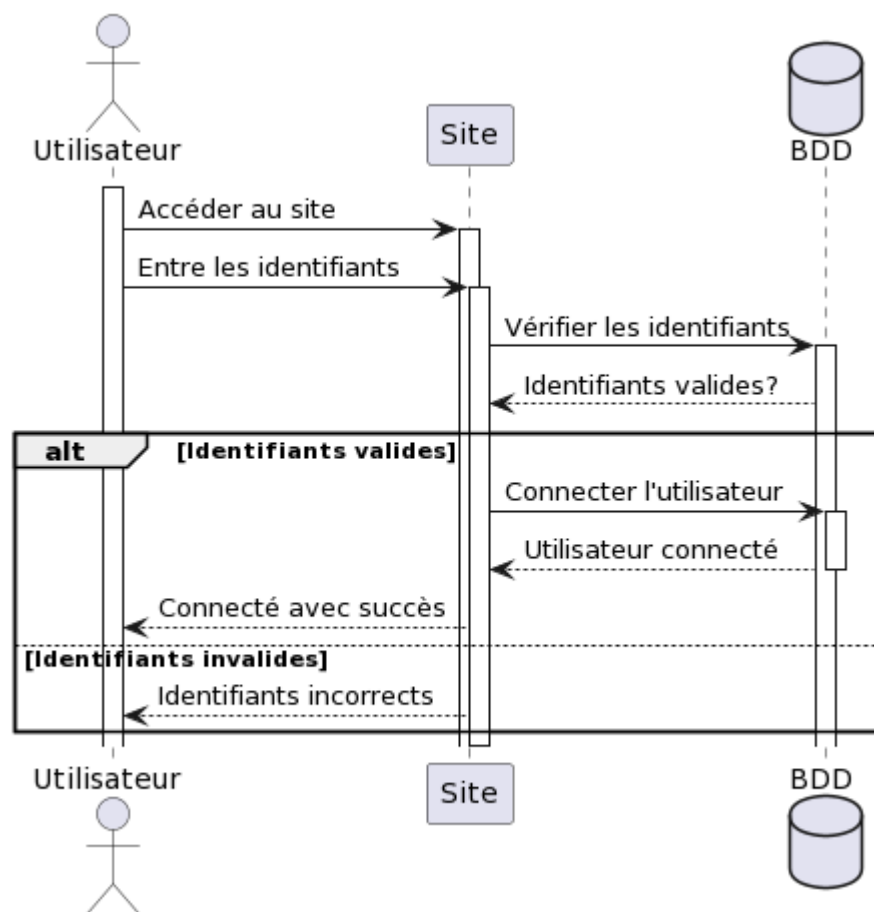 Utilisateur
Site
BDD
Accéder au site
Entre les identifiants
Vérifier les identifiants
Identifiants valides?
alt [Identifiants valides]
Connecter l'utilisateur
Utilisateur connecté
Connecté avec succès
[Identifiants invalides]
Identifiants incorrects
Utilisateur
Site
BDD